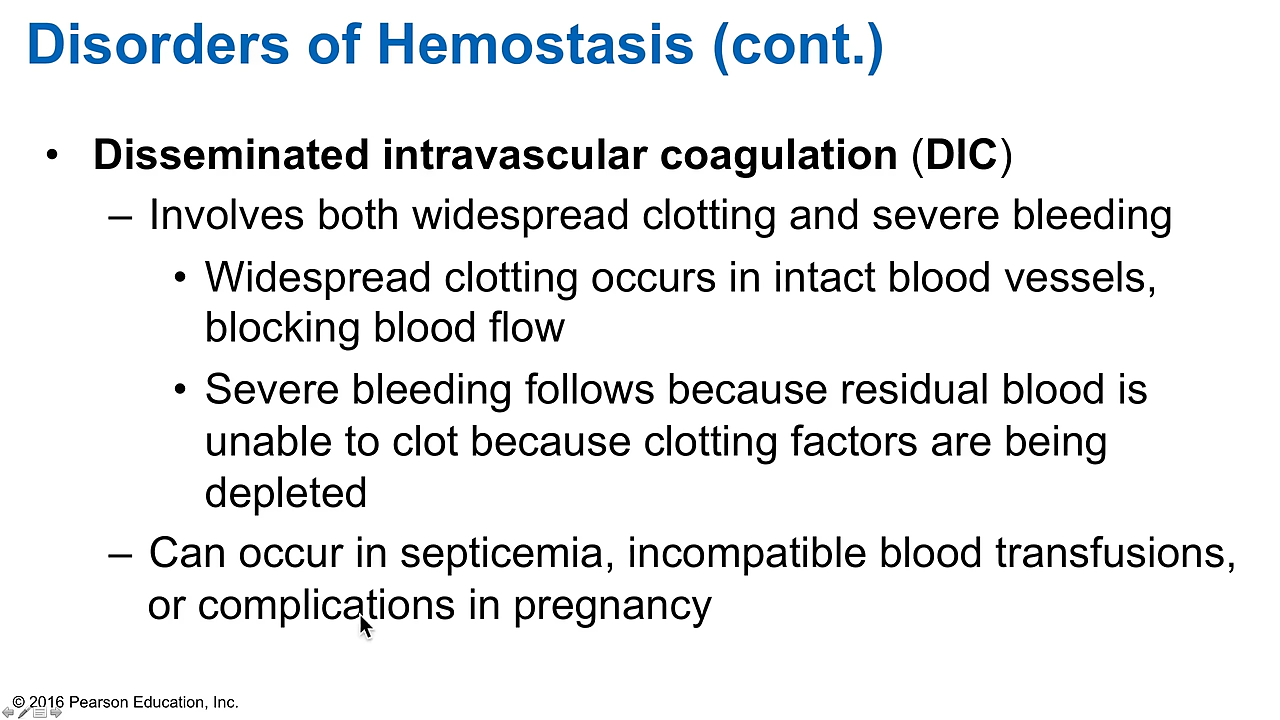 Disorders of Hemostasis (cont.)
• Disseminated intravascular coagulation (DIC)
– Involves both widespread clotting and severe bleeding
• Widespread clotting occurs in intact blood vessels,
blocking blood flow
• Severe bleeding follows because residual blood is
unable to clot because clotting factors are being
depleted
– Can occur in septicemia, incompatible blood transfusions,
or complications in pregnancy
© 2016 Pearson Education, Inc.